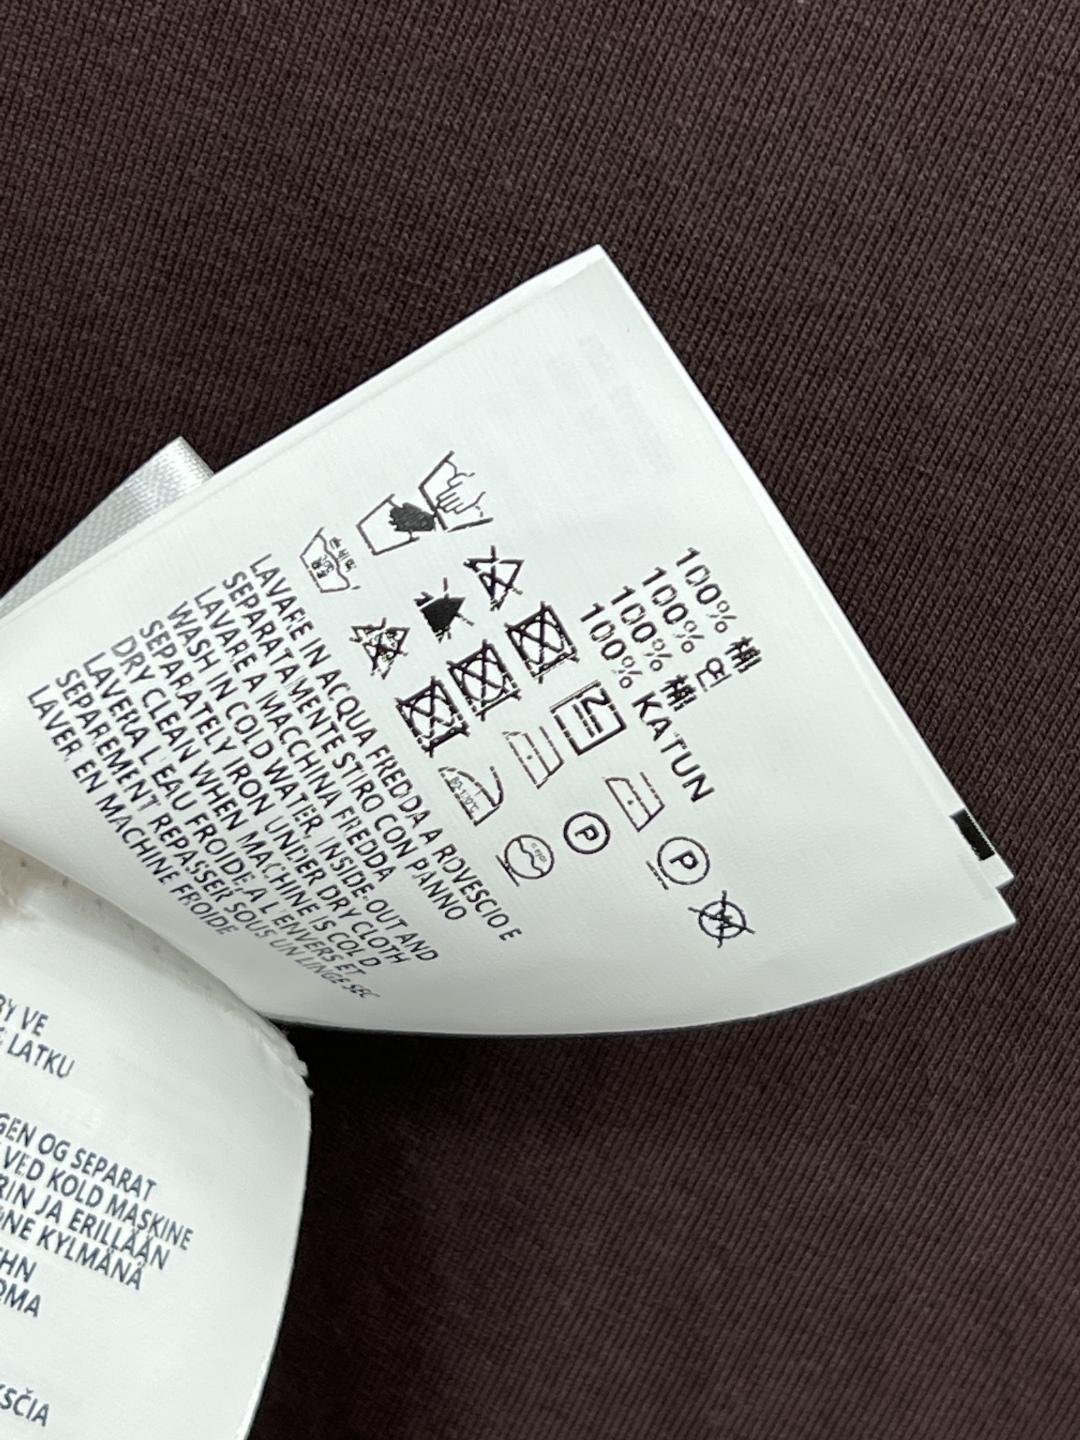 100% 棉
100% 면
100% 棉
100% KATUN
P
P
LAVARE IN ACQUA FREDDA A ROVESCIO E
SEPARATAMENTE STIRO CON PANNO
LAVARE A MACCHINA FREDDA
WASH IN COLD WATER, INSIDE-OUT AND
SEPARATELY IRON UNDER DRY CLOTH
DRY CLEAN WHEN MACHINE IS COLD
LAVERA L'EAU FROIDE, A L'ENVERS ET
SEPAREMENT REPASSER SOUS UN LINGE SEC
LAVER EN MACHINE FROIDE
RY VE
LATKU
GEN OG SEPARAT
VED KOLD MASKINE
RIN JA ERILLÄÄN
ONE KYLMÄNÄ
HN
OMA
KSČIA